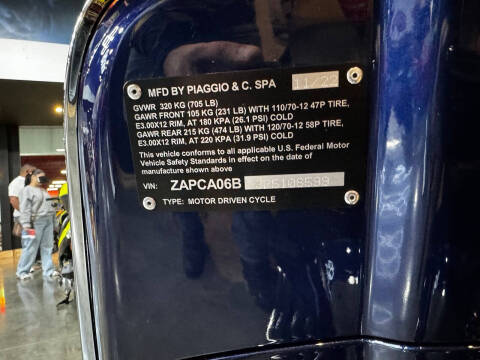 MFD BY PIAGGIO & C. SPA
GVWR 320 KG (705 LB)
GAWR FRONT 105 KG (231 LB) WITH 110/70-12 47P TIRE,
E3.00X12 RIM, AT 180 KPA (26.1 PSI) COLD
GAWR REAR 215 KG (474 LB) WITH 120/70-12 58P TIRE,
E3.00X12 RIM, AT 220 KPA (31.9 PSI) COLD
This vehicle conforms to all applicable U.S. Federal Motor
Vehicle Safety Standards in effect on the date of
manufacture shown above
VIN: ZAPCA06B
TYPE: MOTOR DRIVEN CYCLE